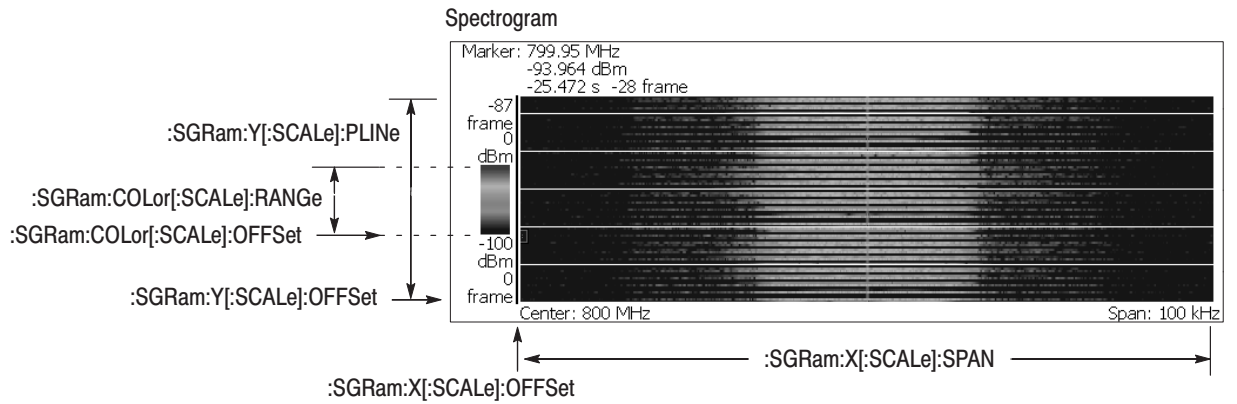 Spectrogram
Marker: 799.95 MHz
-93.964 dBm
-25.472 s -28 frame
-87
frame
0
dBm
-100
dBm
0
frame
Center: 800 MHz
Span: 100 kHz
:SGRam:Y[:SCALe]:PLINe
:SGRam:COLor[:SCALe]:RANGe
:SGRam:COLor[:SCALe]:OFFSet
:SGRam:Y[:SCALe]:OFFSet
:SGRam:X[:SCALe]:SPAN
:SGRam:X[:SCALe]:OFFSet